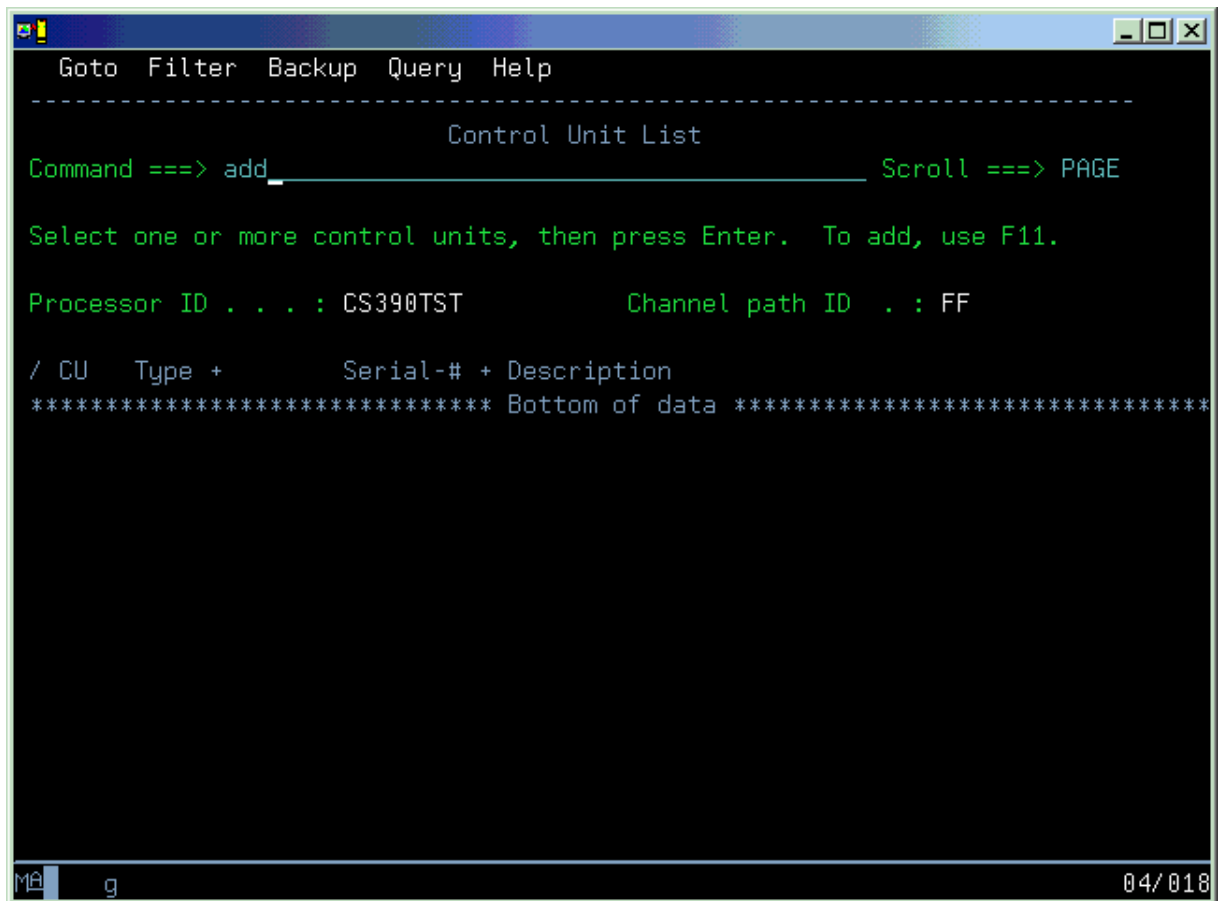 Goto  Filter  Backup  Query  Help
--------------------------------------------------------------------------
Control Unit List
Command ===> add_______________________________________ Scroll ===> PAGE
Select one or more control units, then press Enter.  To add, use F11.
Processor ID . . . : CS390TST           Channel path ID  . : FF
/ CU   Type +        Serial-# + Description
******************************* Bottom of data ********************************
MA   g   04/018